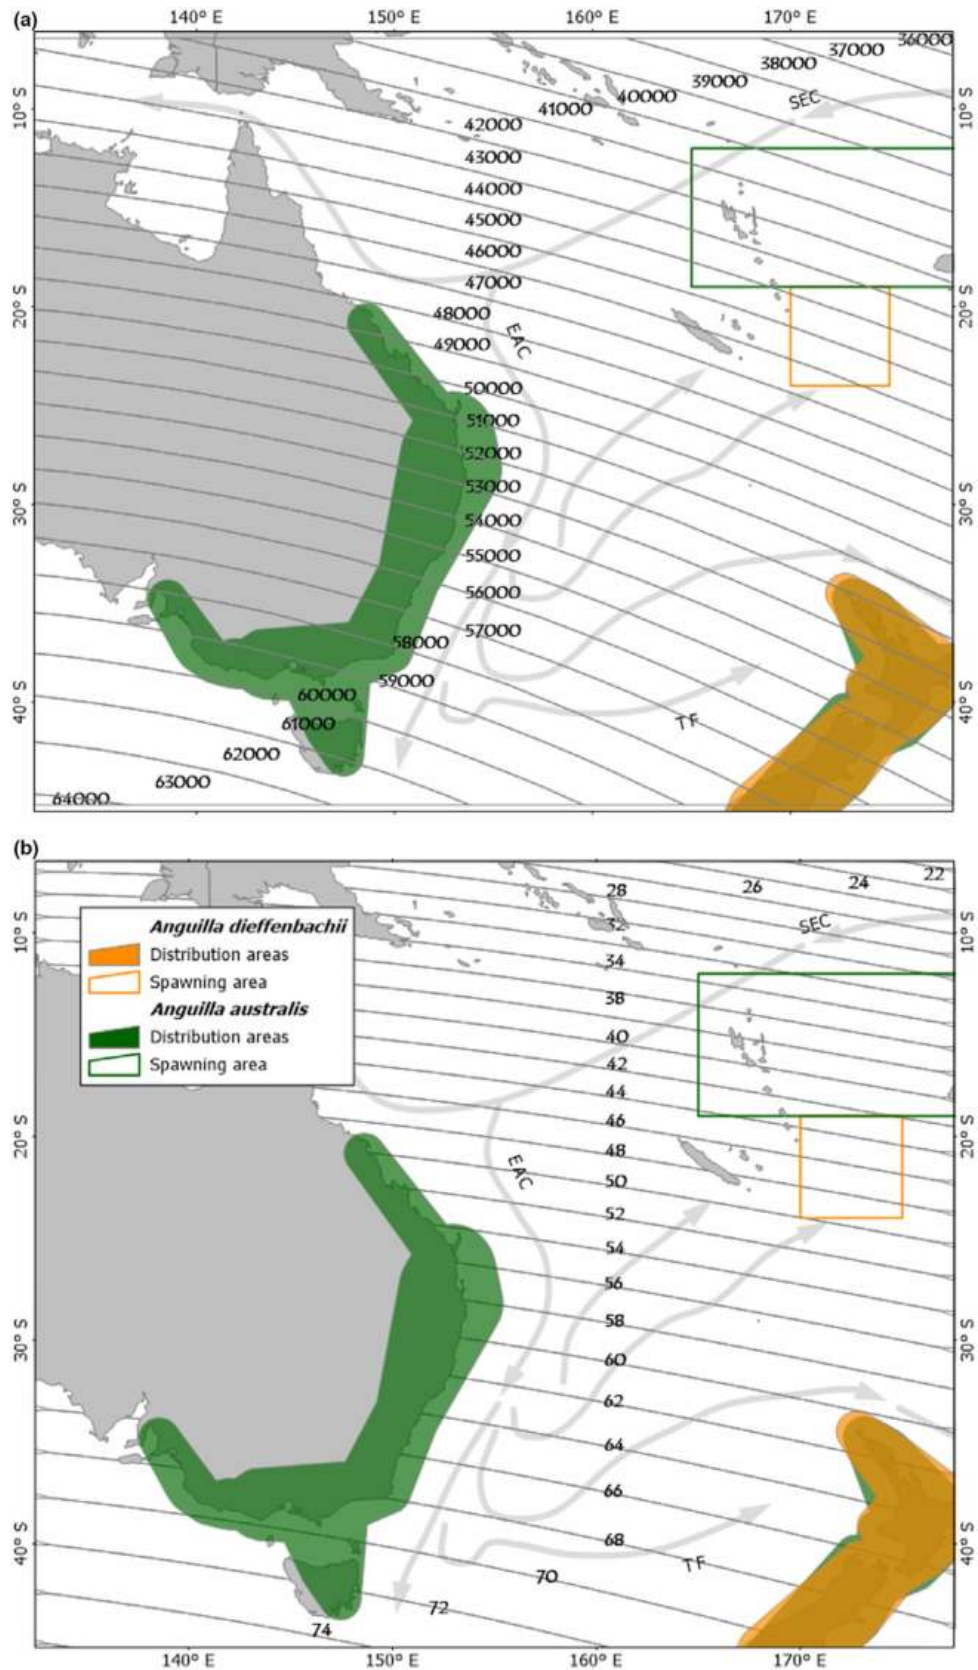 (a)
140° E 150° E 160° E 170° E
36000
37000
38000
39000
40000
41000
42000
43000
44000
45000
46000
47000
48000
49000
50000
51000
52000
53000
54000
55000
56000
57000
58000
59000
60000
61000
62000
63000
64000
SEC
EAC
TF
10° S
20° S
30° S
40° S
10° S
20° S
30° S
40° S
(b)
22
24
26
28
32
34
38
40
42
44
46
48
50
52
54
56
58
60
62
64
66
68
70
72
74
SEC
EAC
TF
Anguilla dieffenbachii
Distribution areas
Spawning area
Anguilla australis
Distribution areas
Spawning area
10° S
20° S
30° S
40° S
10° S
20° S
30° S
40° S
140° E 150° E 160° E 170° E